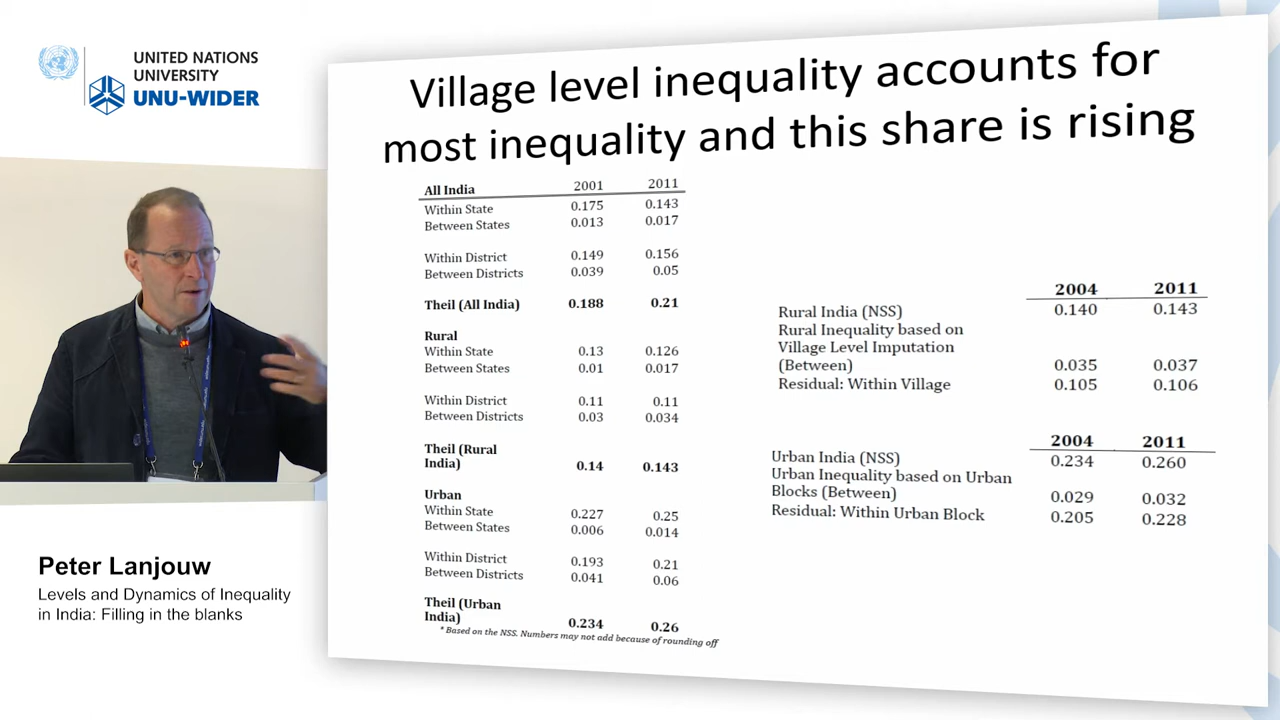 UNITED NATIONS
UNIVERSITY
UNU-WIDER
Village level inequality accounts for
most inequality and this share is rising
All India 2001 2011
Within State 0.175 0.143
Between States 0.013 0.017
Within District 0.149 0.156
Between Districts 0.039 0.05
Theil (All India) 0.188 0.21
Rural
Within State 0.13 0.126
Between States 0.01 0.017
Within District 0.11 0.11
Between Districts 0.03 0.034
Theil (Rural
India) 0.14 0.143
Urban
Within State 0.227 0.25
Between States 0.006 0.014
Within District 0.193 0.21
Between Districts 0.041 0.06
Theil (Urban
India) 0.234 0.26
* Based on the NSS. Numbers may not add because of rounding off
2004 2011
Rural India (NSS) 0.140 0.143
Rural Inequality based on
Village Level Imputation
(Between) 0.035 0.037
Residual: Within Village 0.105 0.106
2004 2011
Urban India (NSS) 0.234 0.260
Urban Inequality based on Urban
Blocks (Between) 0.029 0.032
Residual: Within Urban Block 0.205 0.228
Peter Lanjouw
Levels and Dynamics of Inequality
in India: Filling in the blanks